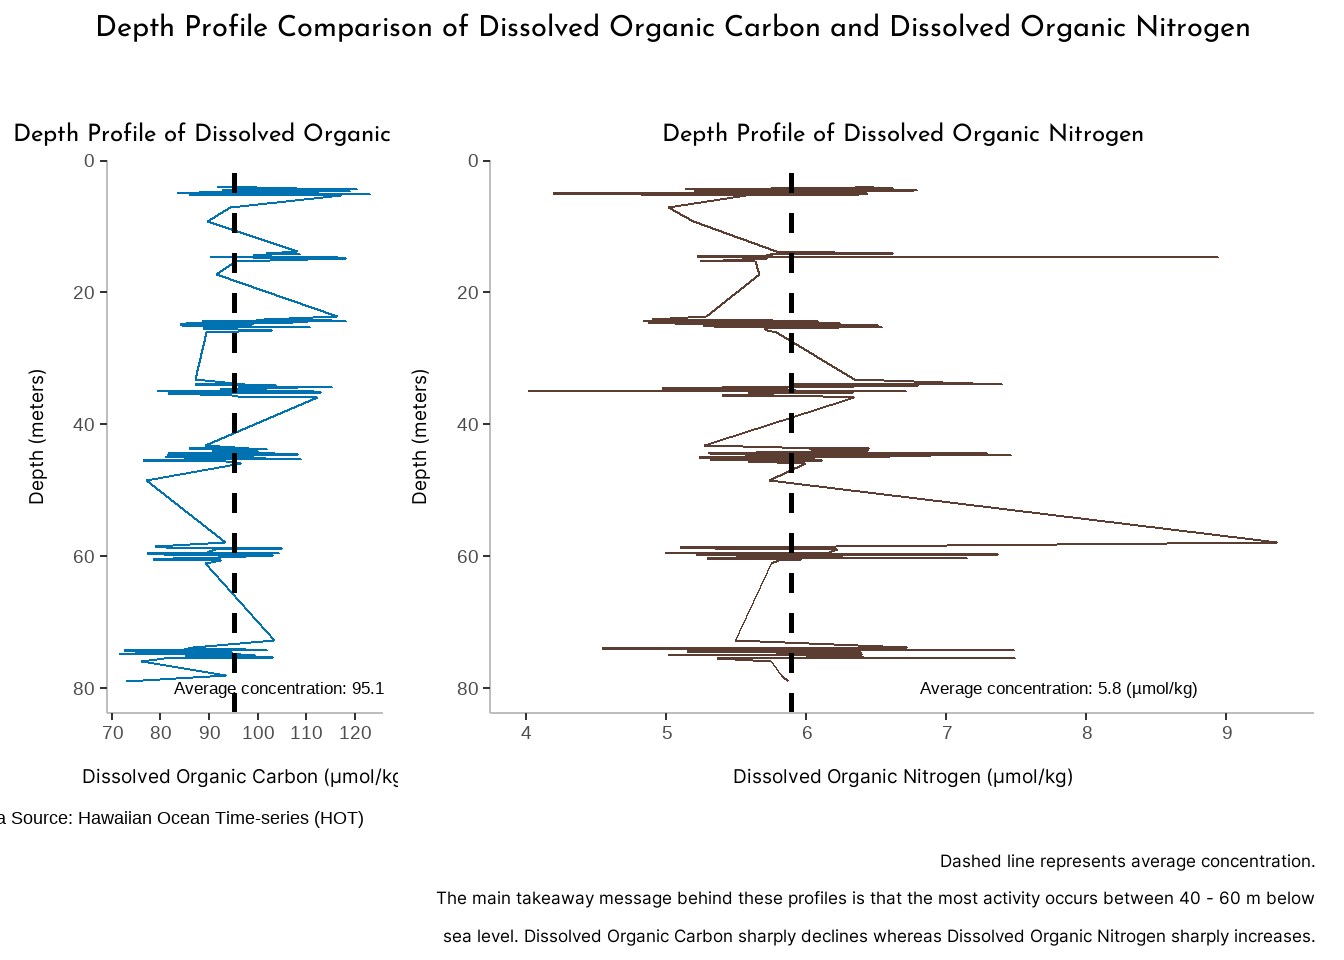 Depth Profile Comparison of Dissolved Organic Carbon and Dissolved Organic Nitrogen
Depth Profile of Dissolved Organic
Depth (meters)
0
20
40
60
80
Average concentration: 95.1
70 80 90 100 110 120
Dissolved Organic Carbon (µmol/kg
a Source: Hawaiian Ocean Time-series (HOT)
Depth Profile of Dissolved Organic Nitrogen
Depth (meters)
0
20
40
60
80
Average concentration: 5.8 (µmol/kg)
4 5 6 7 8 9
Dissolved Organic Nitrogen (µmol/kg)
Dashed line represents average concentration.
The main takeaway message behind these profiles is that the most activity occurs between 40 - 60 m below
sea level. Dissolved Organic Carbon sharply declines whereas Dissolved Organic Nitrogen sharply increases.